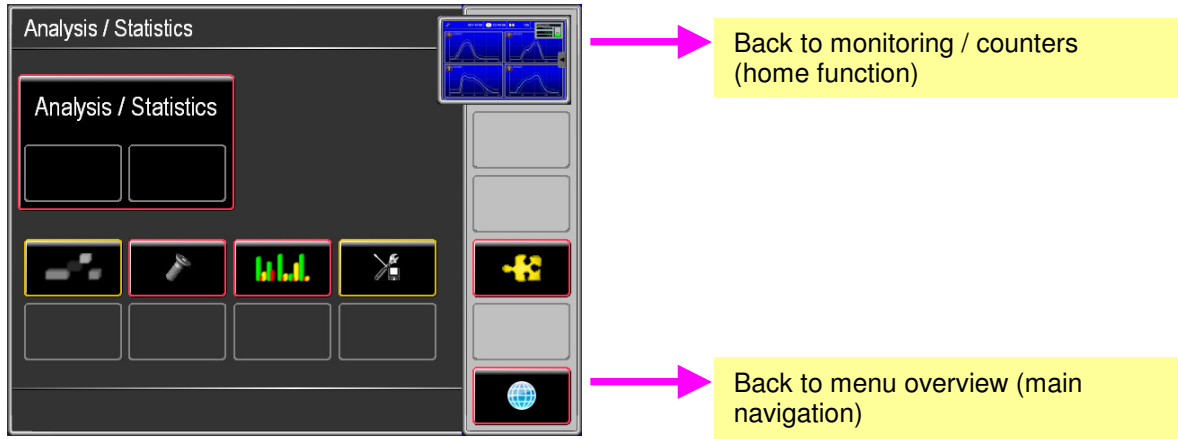 Analysis / Statistics
Back to monitoring / counters
(home function)
Analysis / Statistics
Back to menu overview (main
navigation)